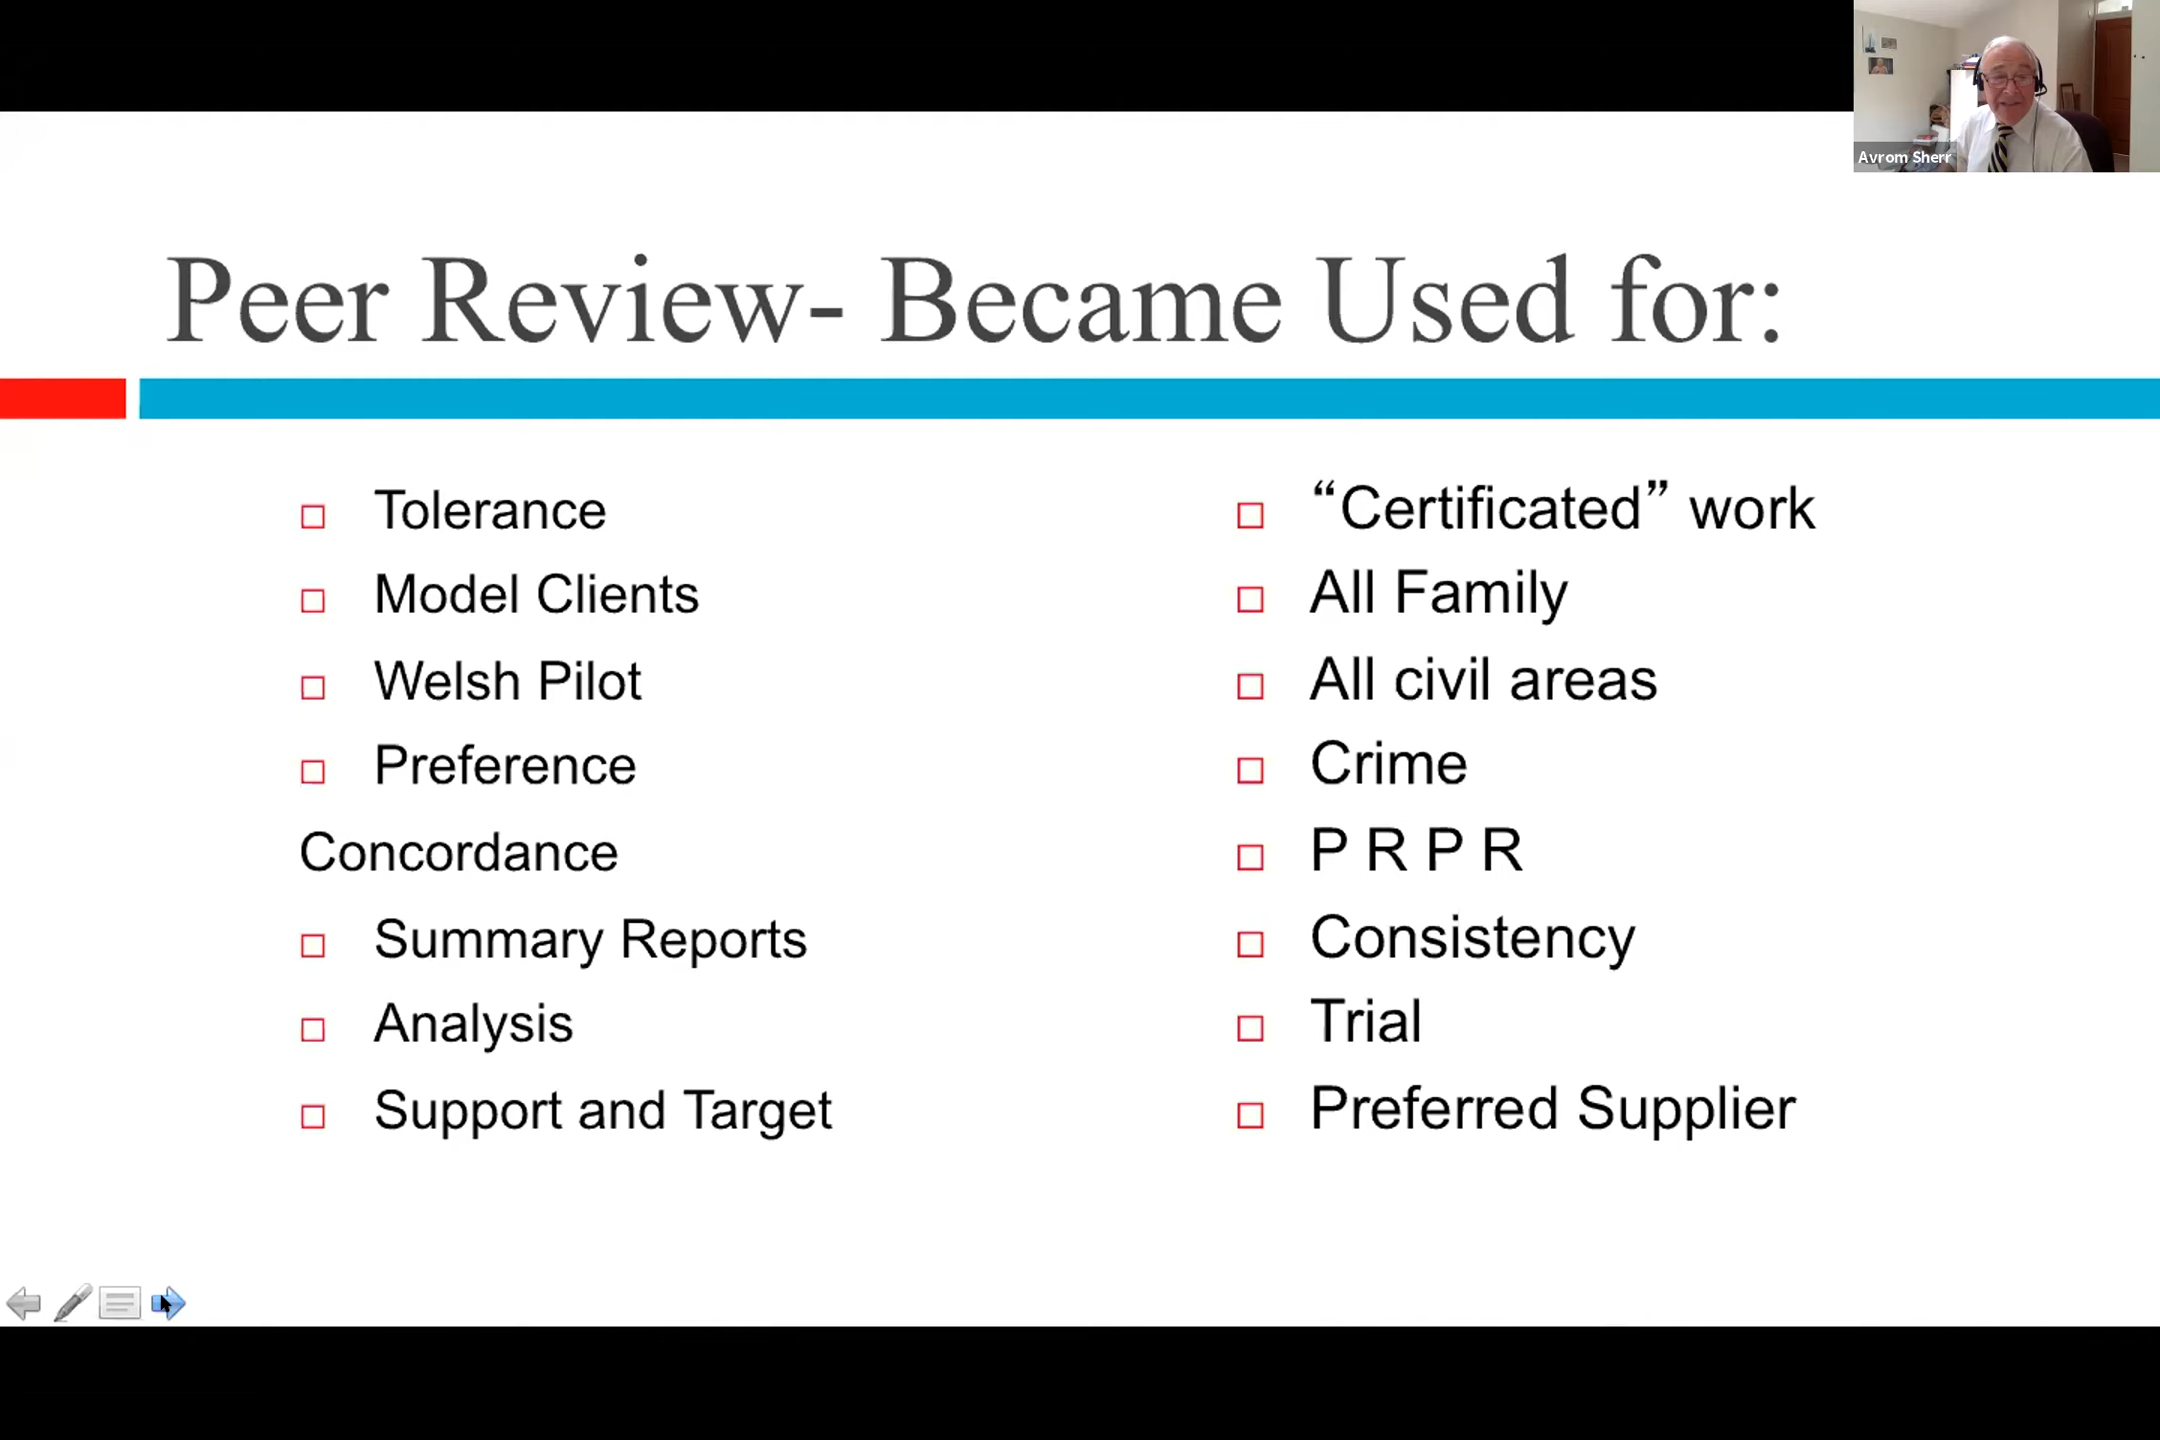 Avrom Sherr
Peer Review- Became Used for:
Tolerance
Model Clients
Welsh Pilot
Preference
Concordance
Summary Reports
Analysis
Support and Target
“Certificated” work
All Family
All civil areas
Crime
P R P R
Consistency
Trial
Preferred Supplier